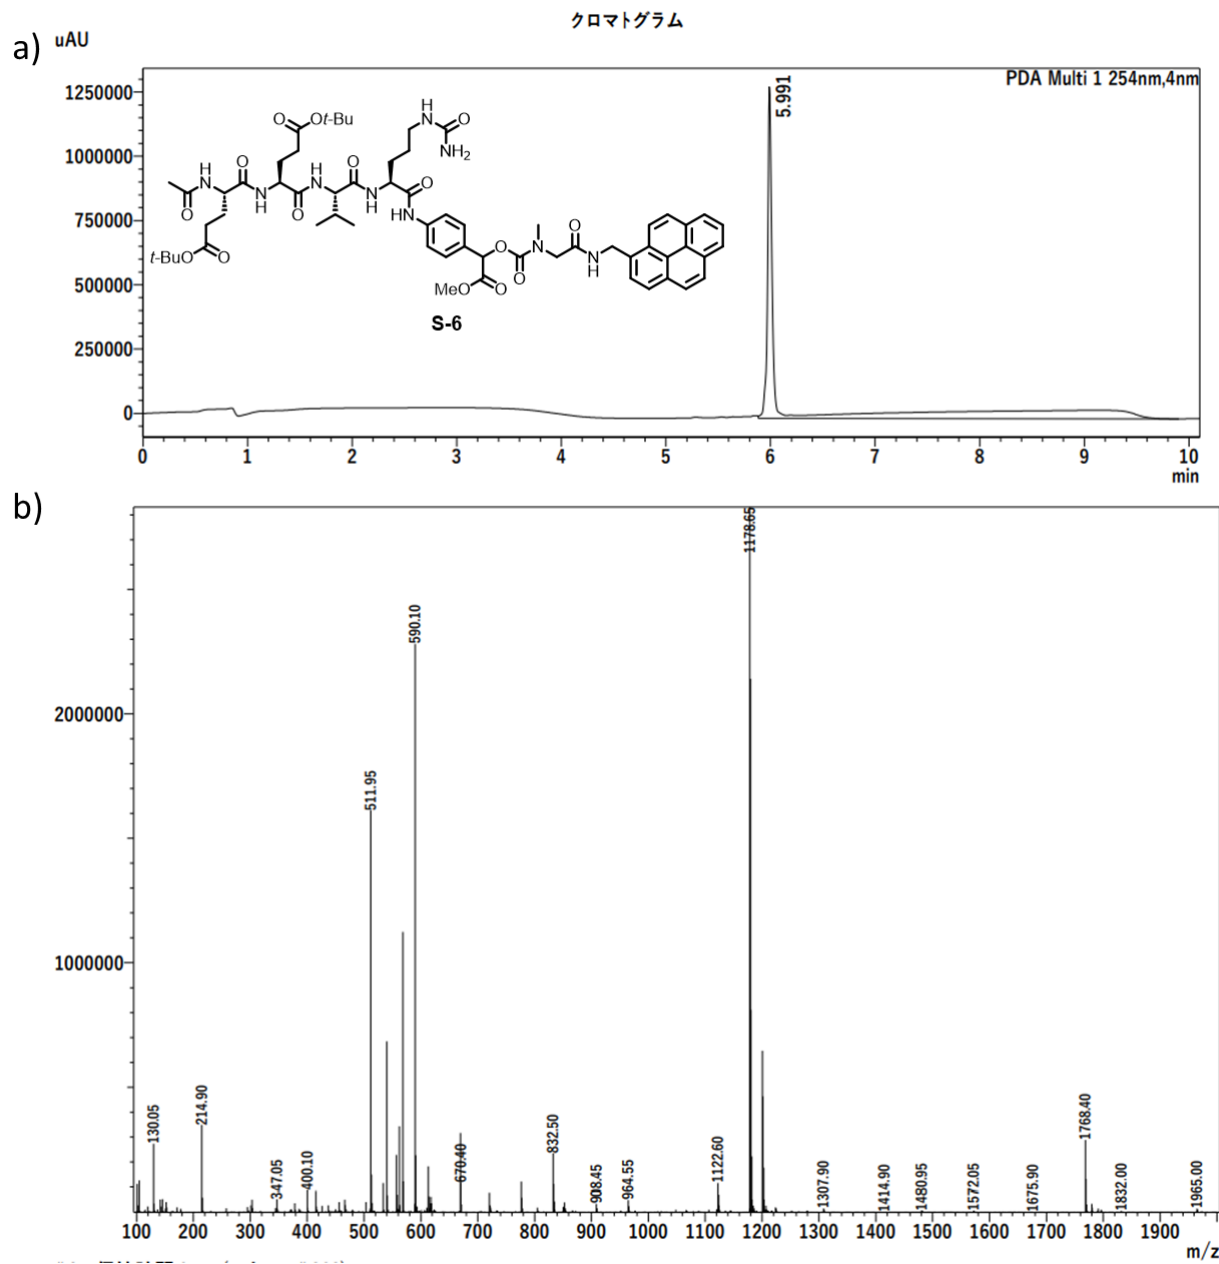 クロマトグラム
a)
uAU
PDA Multi 1 254nm,4nm
1250000
1000000
750000
500000
250000
0
5.991
O
Ot-Bu
H
N
O
NH2
H
N
O
O
N
H
O
H
N
O
N
H
O
HN
O
t-BuO
O
O
O
N
O
N
H
MeO
O
S-6
0 1 2 3 4 5 6 7 8 9 10
min
b)
2000000
1000000
130.05
214.90
347.05
400.10
511.95
590.10
670.40
832.50
908.45
964.55
1122.60
1178.65
1307.90
1414.90
1480.95
1572.05
1675.90
1768.40
1832.00
1965.00
100 200 300 400 500 600 700 800 900 1000 1100 1200 1300 1400 1500 1600 1700 1800 1900
m/z